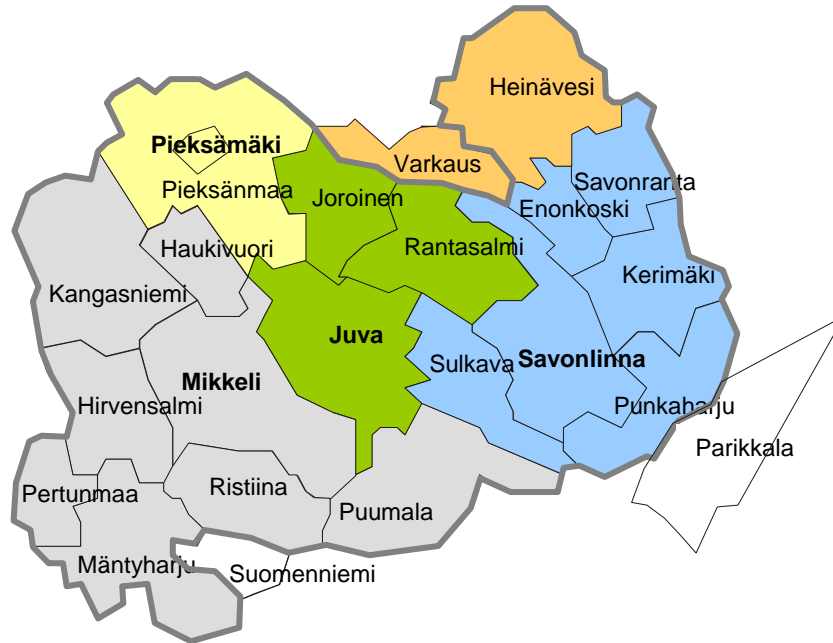 Heinävesi
Pieksämäki
Varkaus
Savonranta
Pieksänmaa
Joroinen
Enonkoski
Haukivuori
Rantasalmi
Kerimäki
Kangasniemi
Juva
Sulkava
Savonlinna
Mikkeli
Hirvensalmi
Punkaharju
Parikkala
Pertunmaa
Ristiina
Puumala
Mäntyharju
Suomenniemi